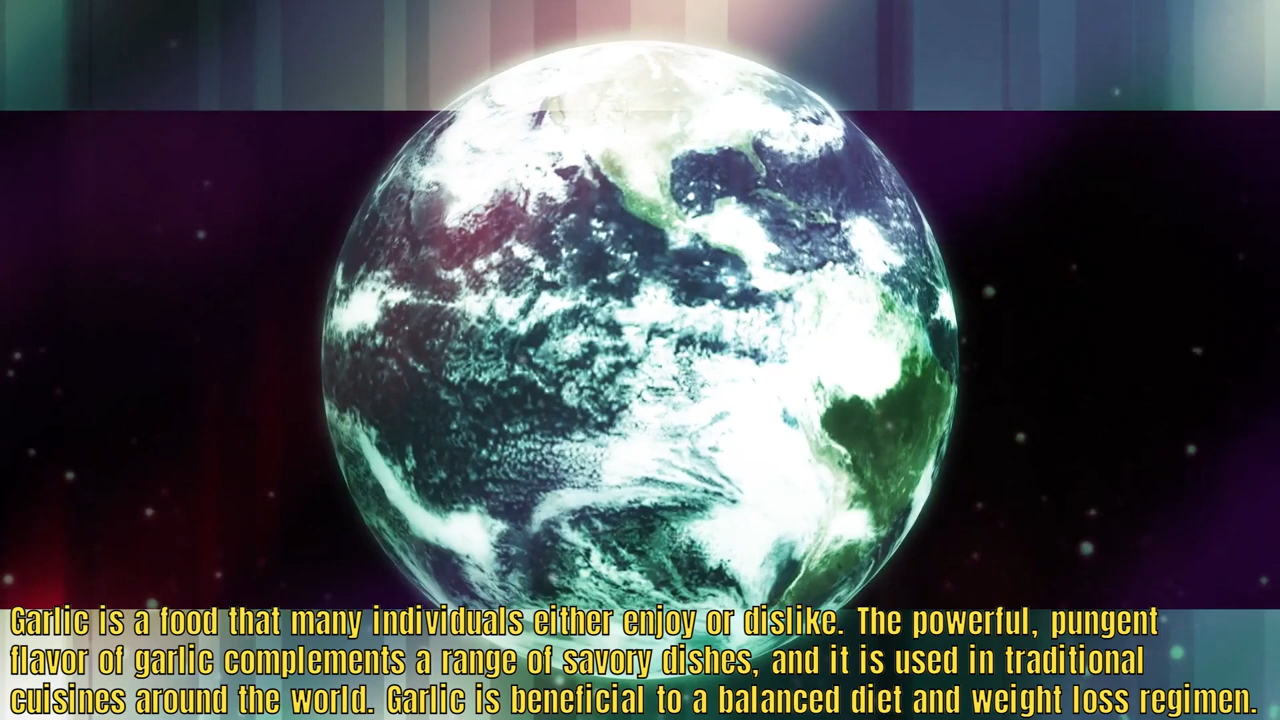 Garlic is a food that many individuals either enjoy or dislike. The powerful, pungent
flavor of garlic complements a range of savory dishes, and it is used in traditional
cuisines around the world. Garlic is beneficial to a balanced diet and weight loss regimen.